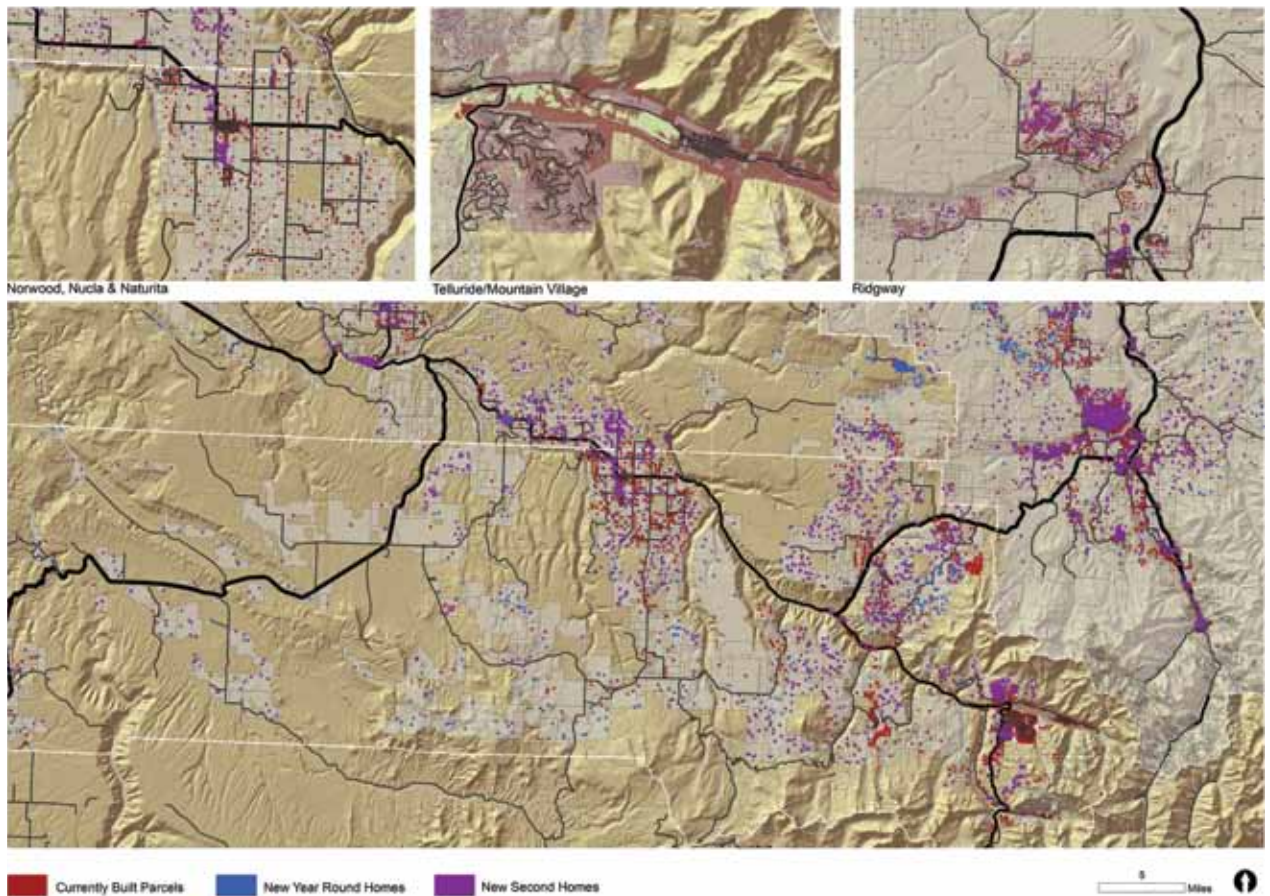 Norwood, Nucla & Naturita
Telluride/Mountain Village
Ridgway
Currently Built Parcels
New Year Round Homes
New Second Homes
5
Miles